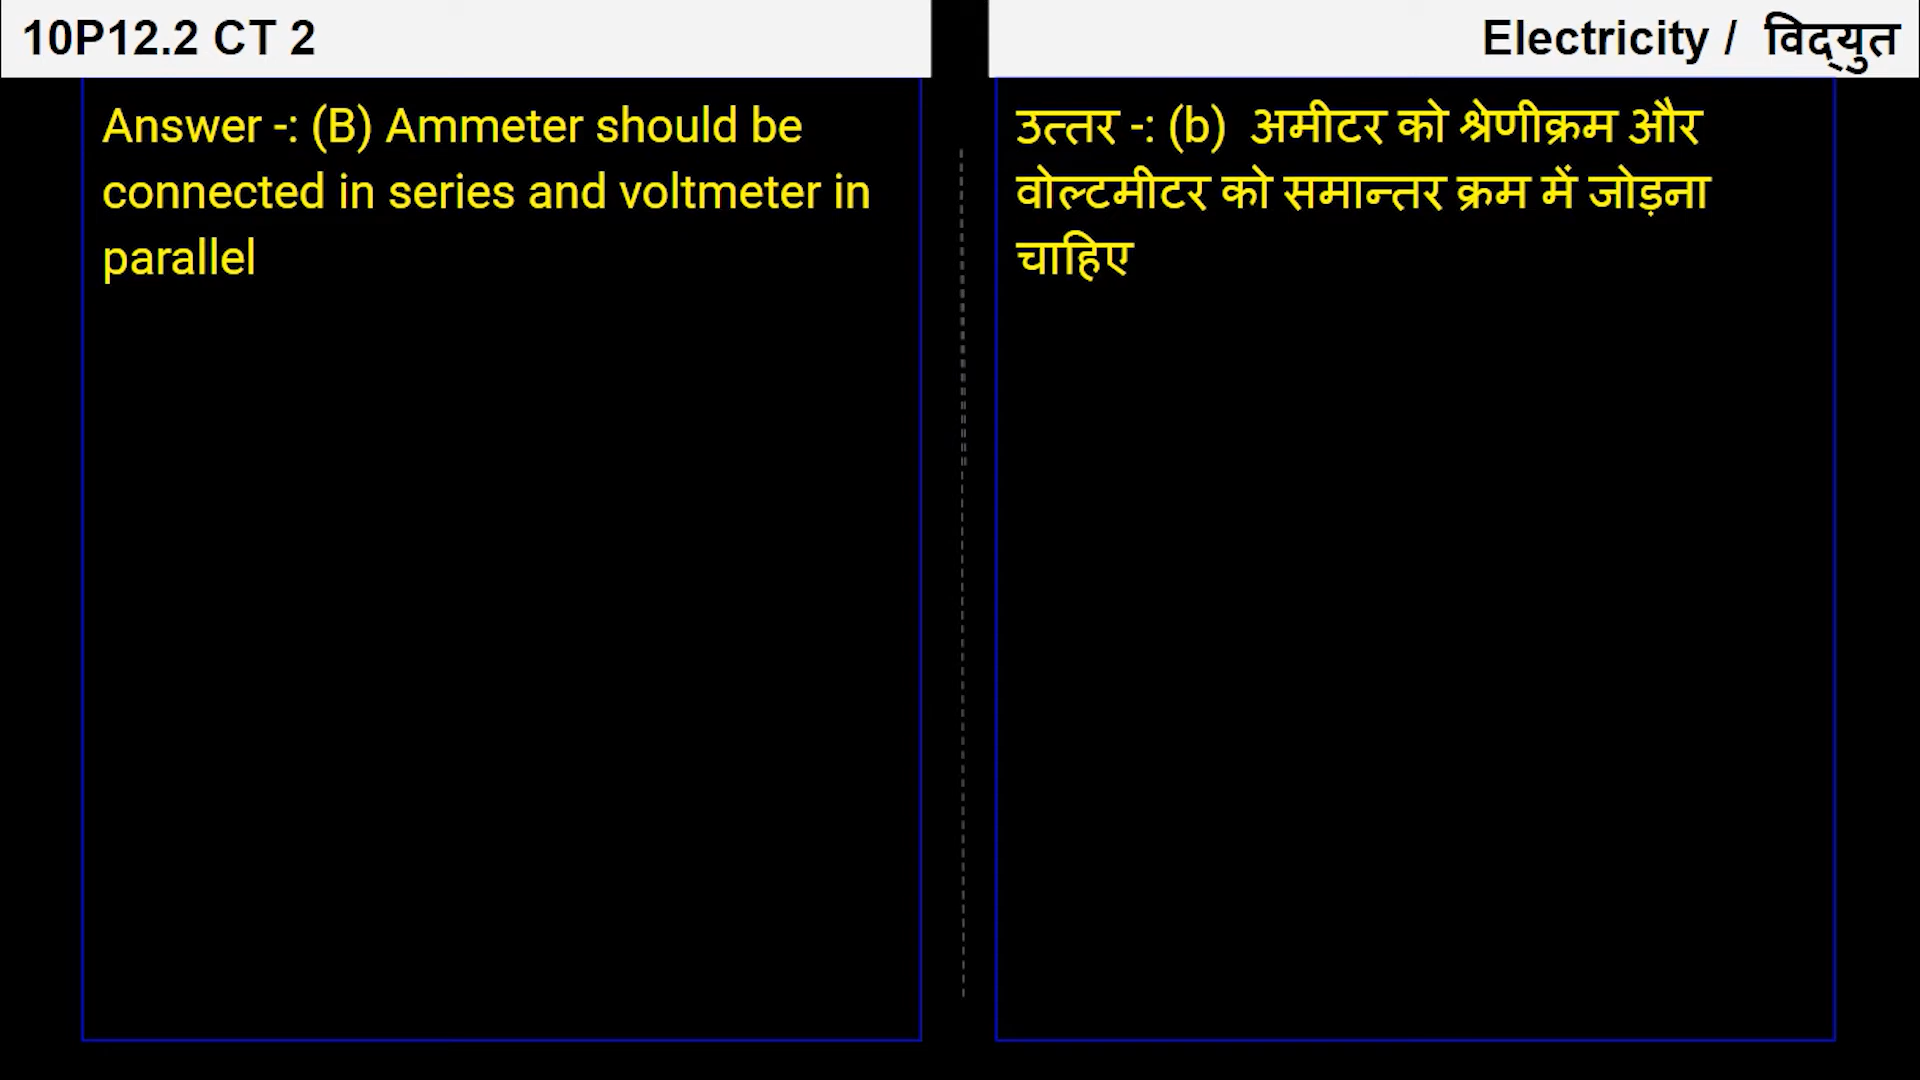 10P12.2 CT 2
Electricity / विद्युत
Answer -: (B) Ammeter should be
connected in series and voltmeter in
parallel
उत्तर -: (b) अमीटर को श्रेणीक्रम और
वोल्टमीटर को समान्तर क्रम में जोड़ना
चाहिए